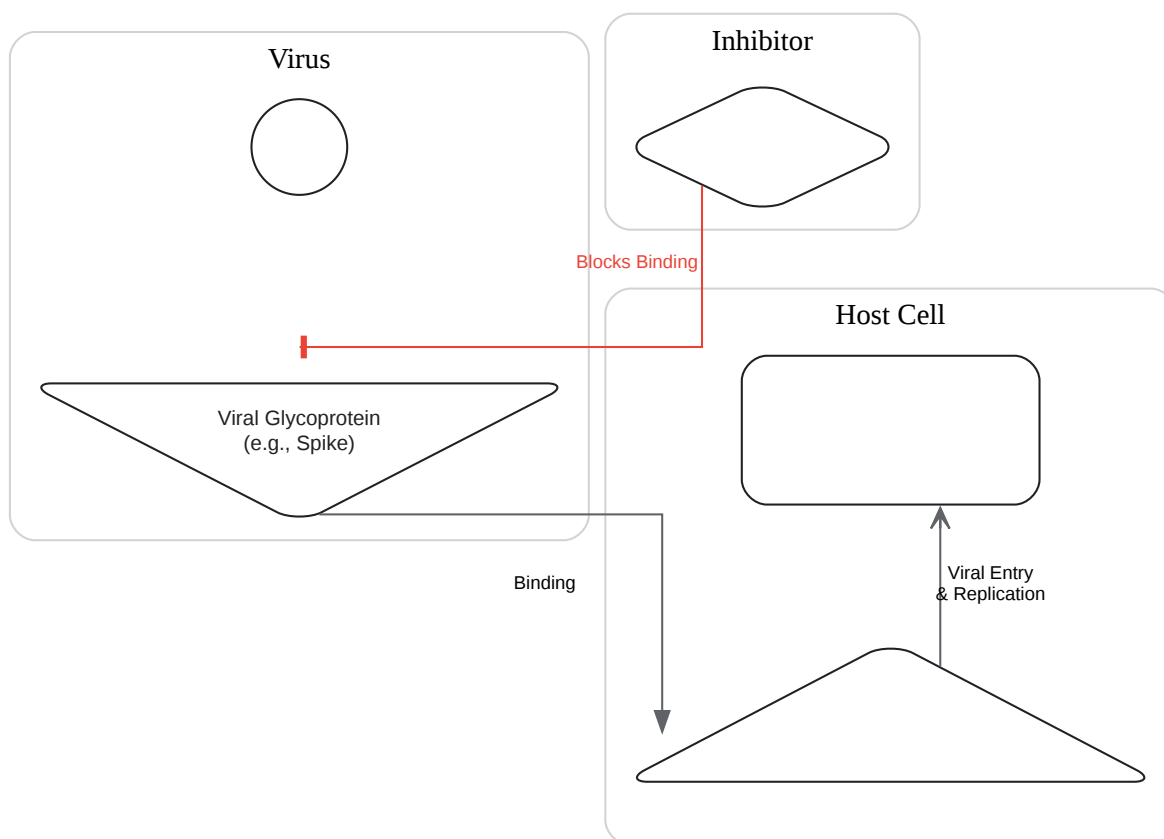 Virus
Inhibitor
Blocks Binding
Host Cell
Viral Glycoprotein
(e.g., Spike)
Binding
Viral Entry
& Replication